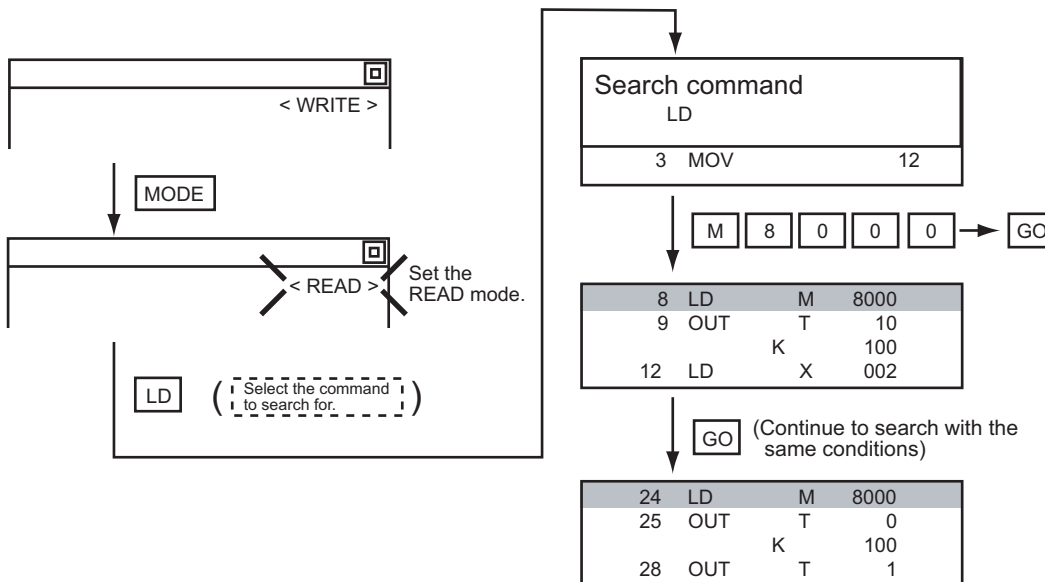 < WRITE >
MODE
< READ >
Set the
READ mode.
LD
( Select the command
to search for. )
Search command
LD
3 MOV 12
M 8 0 0 0 GO
8 LD M 8000
9 OUT T 10
K 100
12 LD X 002
GO (Continue to search with the
same conditions)
24 LD M 8000
25 OUT T 0
K 100
28 OUT T 1